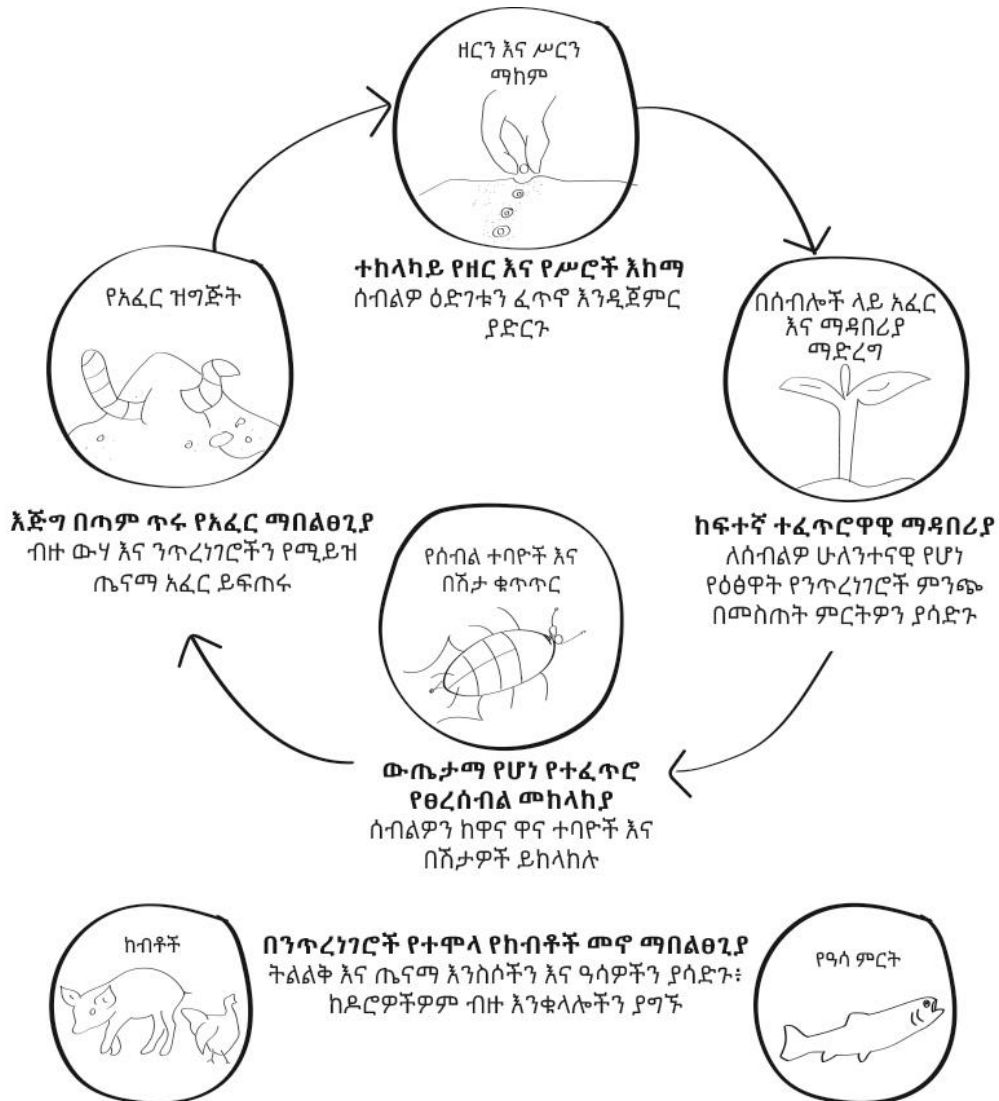 ዘርን እና ሥርን
ማከም
ተከላካይ የዘር እና የሥሮች እከማ
ሰብልዎ ዕድገቱን ፈጥኖ እንዲጀምር
ያድርጉ
በሰብሎች ላይ አፈር
እና ማዳበሪያ
ማድረግ
ከፍተኛ ተፈጥሮዋዊ ማዳበሪያ
ለሰብልዎ ሁለንተናዊ የሆነ
የዕፅዋት የንጥረነገሮች ምንጭ
በመስጠት ምርትዎን ያሳድጉ
የሰብል ተባዮች እና
በሽታ ቁጥጥር
ውጤታማ የሆነ የተፈጥሮ
የፀረሰብል መከላከያ
ሰብልዎን ከዋና ዋና ተባዮች እና
በሽታዎች ይከላከሉ
የአፈር ዝግጅት
እጅግ በጣም ጥሩ የአፈር ማበልፀጊያ
ብዙ ውሃ እና ንጥረነገሮችን የሚይዝ
ጤናማ አፈር ይፍጠሩ
ከብቶች
በንጥረነገሮች የተሞላ የከብቶች መኖ ማበልፀጊያ
ትልልቅ እና ጤናማ እንስሶችን እና ዓሳዎችን ያሳድጉ፥
ከዶሮዎችዎም ብዙ እንቁላሎችን ያግኙ
የዓሳ ምርት